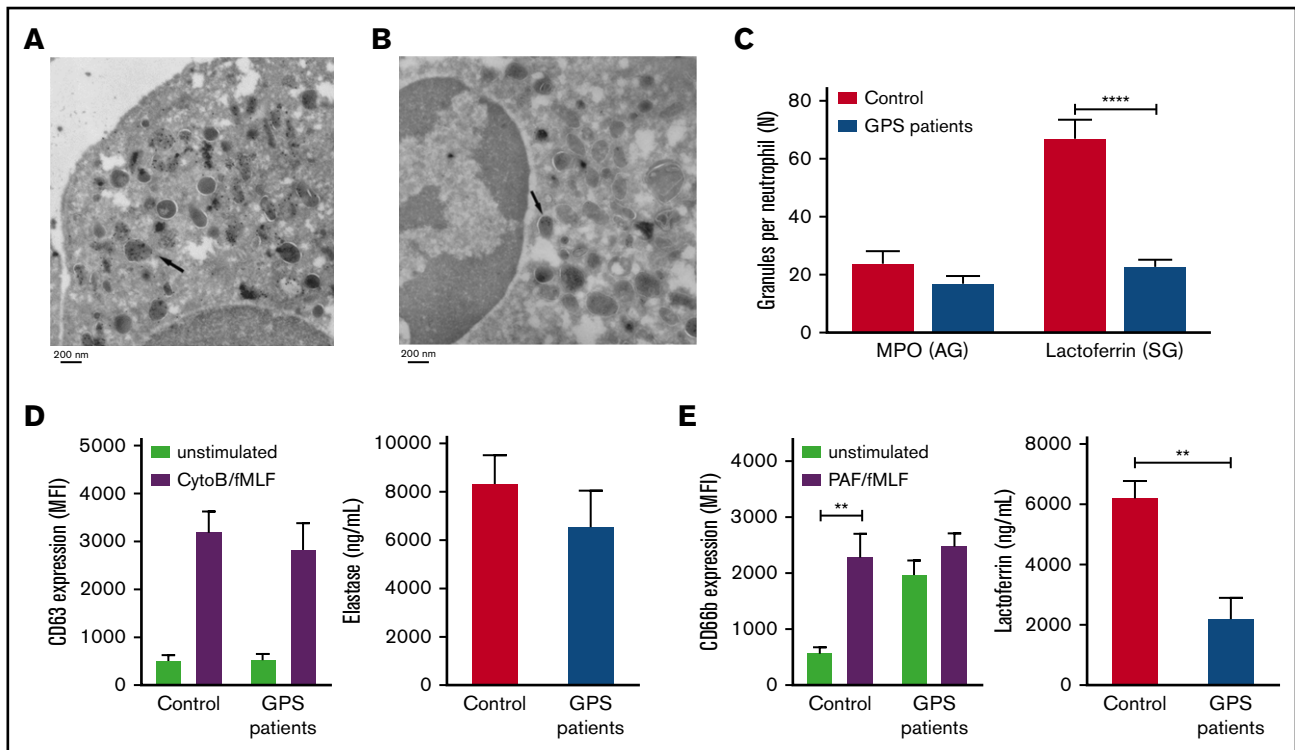 A
200 nm
B
200 nm
C
Granules per neutrophil (N)
80
60
40
20
0
Control
GPS patients
****
MPO (AG)
Lactoferrin (SG)
D
CD63 expression (MFI)
5000
4000
3000
2000
1000
0
unstimulated
CytoB/fMLF
Control
GPS
patients
Elastase (ng/mL)
10000
8000
6000
4000
2000
0
Control
GPS
patients
E
CD66b expression (MFI)
4000
3000
2000
1000
0
unstimulated
PAF/fMLF
**
Control
GPS
patients
Lactoferrin (ng/mL)
8000
6000
4000
2000
0
**
Control
GPS
patients